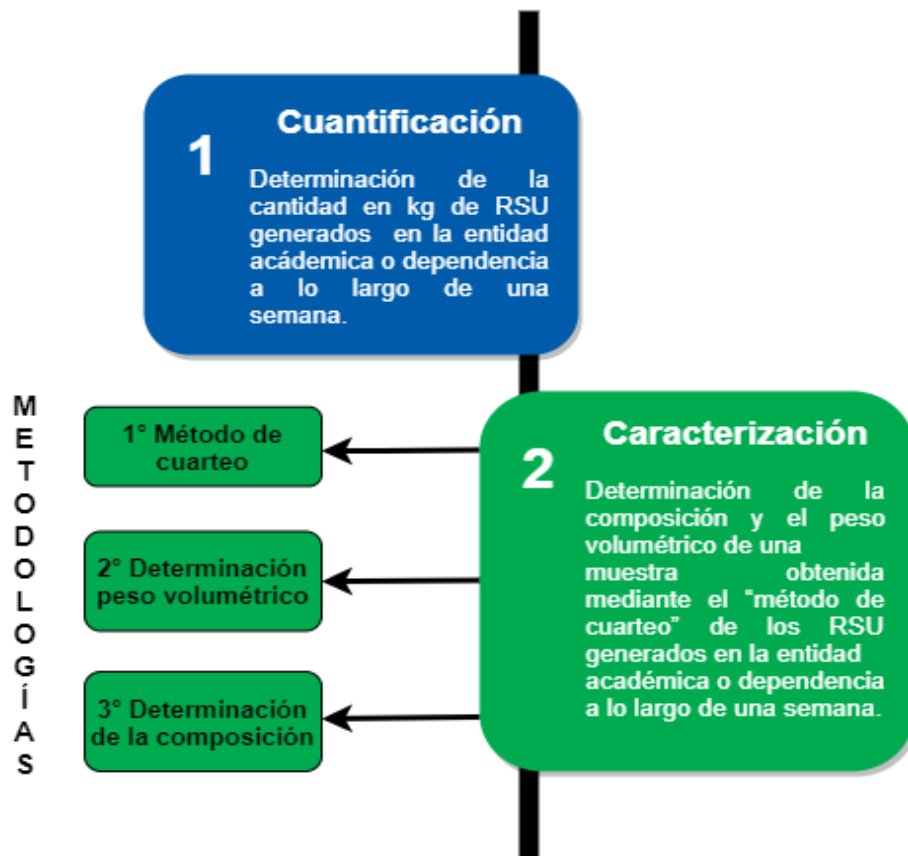 1
Cuantificación
Determinación de la
cantidad en kg de RSU
generados en la entidad
acádemica o dependencia
a lo largo de una
semana.
METODOLOGÍAS
1° Método de
cuarteo
2° Determinación
peso volumétrico
3° Determinación
de la composición
2
Caracterización
Determinación de la
composición y el peso
volumétrico de una
muestra obtenida
mediante el “método de
cuarteo” de los RSU
generados en la entidad
académica o dependencia
a lo largo de una semana.